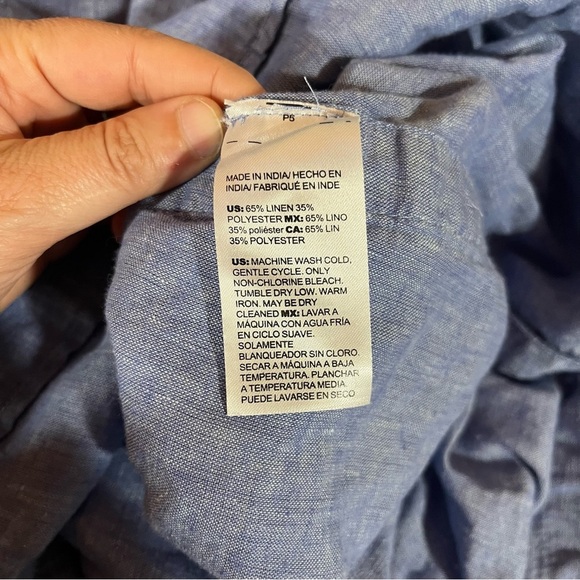 P6
MADE IN INDIA/ HECHO EN
INDIA/ FABRIQUÉ EN INDE
US: 65% LINEN 35%
POLYESTER MX: 65% LINO
35% poliéster CA: 65% LIN
35% POLYESTER
US: MACHINE WASH COLD,
GENTLE CYCLE. ONLY
NON-CHLORINE BLEACH.
TUMBLE DRY LOW. WARM
IRON. MAY BE DRY
CLEANED MX: LAVAR A
MÁQUINA CON AGUA FRÍA
EN CICLO SUAVE.
SOLAMENTE
BLANQUEADOR SIN CLORO.
SECAR A MÁQUINA A BAJA
TEMPERATURA. PLANCHAR
A TEMPERATURA MEDIA
PUEDE LAVARSE EN SECO